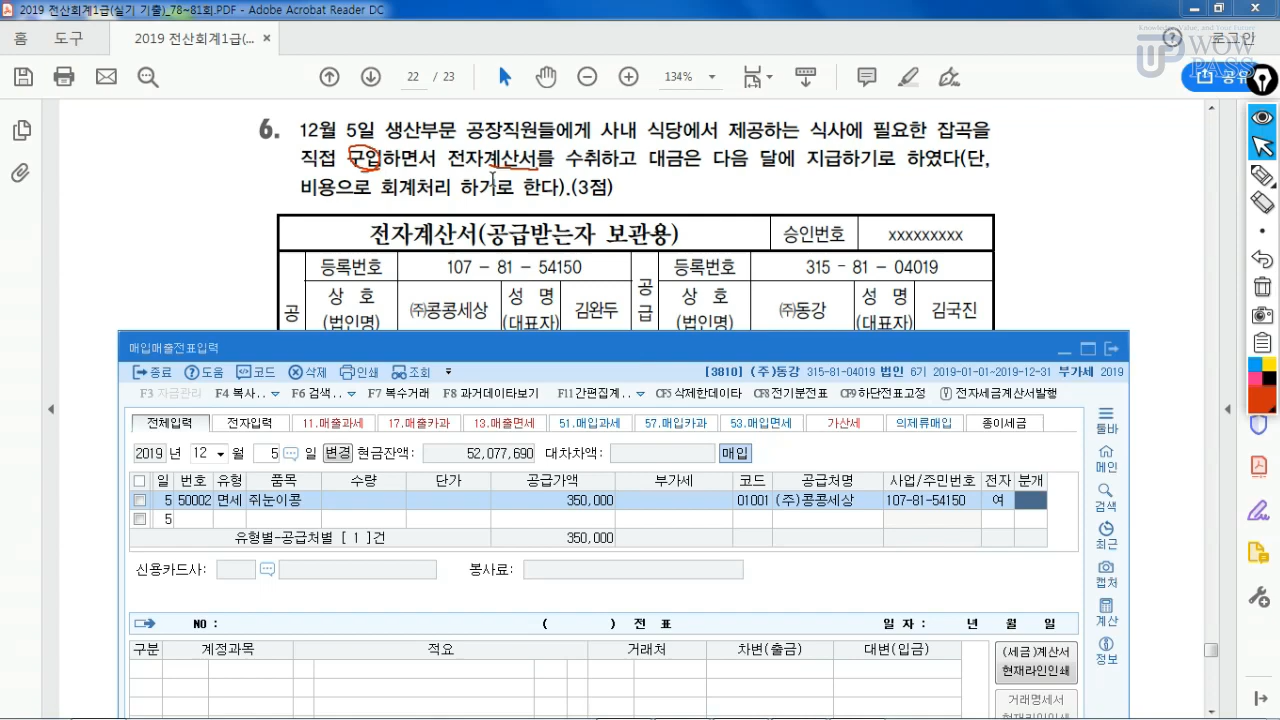 2019 전산회계1급(실기 기출)_78~81회.PDF - Adobe Acrobat Reader DC
홈 도구 2019 전산회계1급(... × 로그인
Knowledge, Value, and Your Future
WOW PASS
22 / 23 134% 공유
6. 12월 5일 생산부문 공장직원들에게 사내 식당에서 제공하는 식사에 필요한 잡곡을
직접 구입하면서 전자계산서를 수취하고 대금은 다음 달에 지급하기로 하였다(단,
비용으로 회계처리 하기로 한다).(3점)
전자계산서(공급받는자 보관용) 승인번호 xxxxxxxxx
등록번호 107 - 81 - 54150 등록번호 315 - 81 - 04019
공 상 호 (법인명) ㈜콩콩세상 성 명 (대표자) 김완두 공급 상 호 (법인명) ㈜동강 성 명 (대표자) 김국진
매입매출전표입력
종료 도움 코드 삭제 인쇄 조회 [3810] (주)동강 315-81-04019 법인 6기 2019-01-01~2019-12-31 부가세 2019
F3 자금관리 F4 복사.. F6 검색.. F7 복수거래 F8 과거데이타보기 F11간편집계.. CF5 삭제한데이타 CF8 전기분전표 CF9 하단전표고정 전자세금계산서발행
전체입력 전자입력 11.매출과세 17.매출카과 13.매출면세 51.매입과세 57.매입카과 53.매입면세 가산세 의제류매입 종이세금
2019 년 12 월 5 일 변경 현금잔액: 52,077,690 대차차액: 매입
일 번호 유형 품목 수량 단가 공급가액 부가세 코드 공급처명 사업/주민번호 전자 분개
5 50002 면세 쥐눈이콩 350,000 01001 (주)콩콩세상 107-81-54150 여
5
유형별-공급처별 [ 1 ]건 350,000
신용카드사: 봉사료:
NO : ( ) 전 표 일 자 : 년 월 일
구분 계정과목 적요 거래처 차변(출금) 대변(입금)
(세금)계산서
현재라인인쇄
거래명세서
현재라인인쇄
툴바
메인
검색
최근
캡처
계산
정보